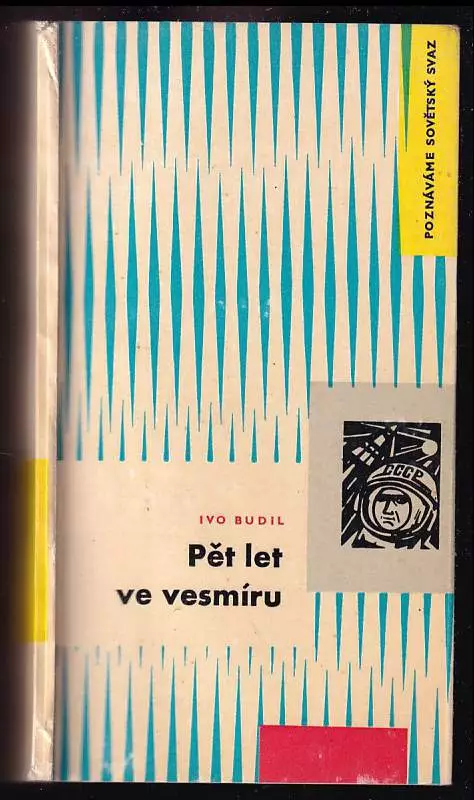 POZNÁVÁME SOVĚTSKÝ SVAZ
CCCP
IVO BUDIL
Pět let
ve vesmíru